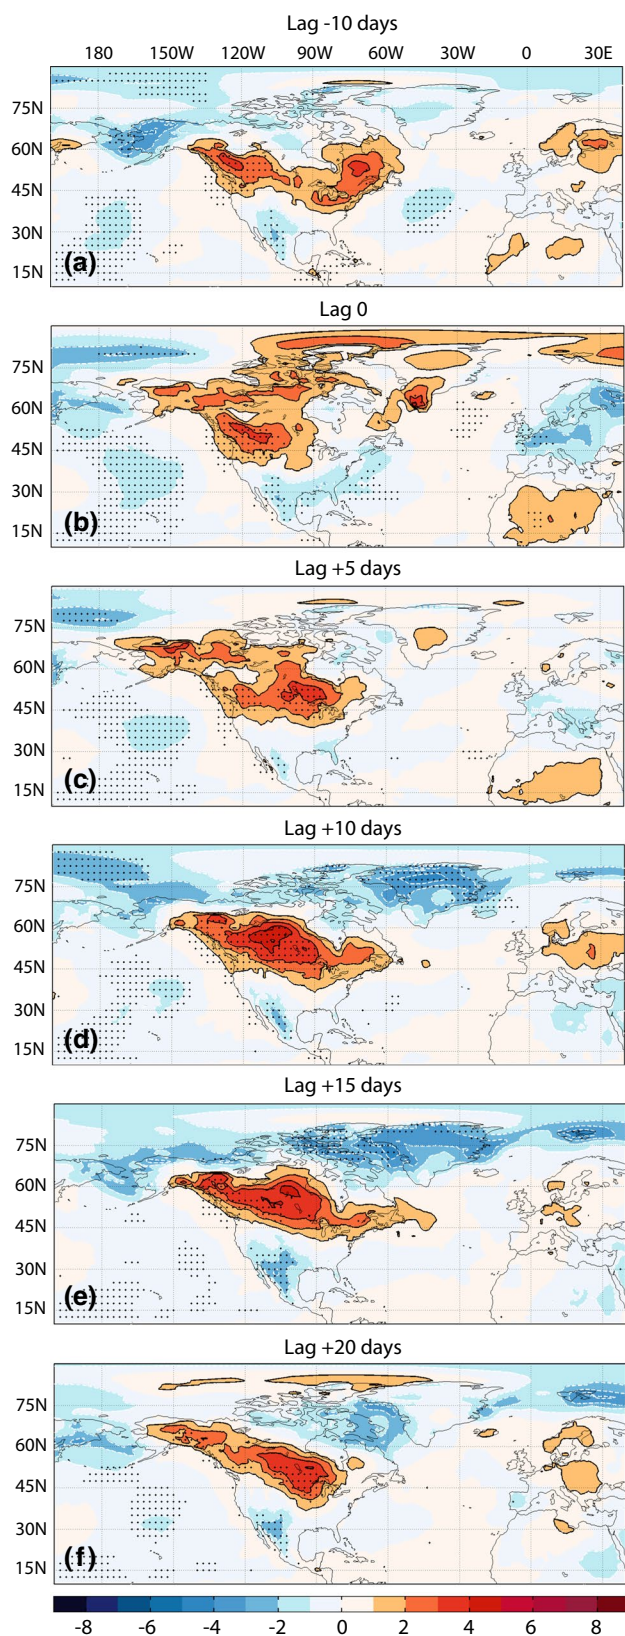 Lag -10 days
180 150W 120W 90W 60W 30W 0 30E
75N
60N
45N
30N
15N
(a)
Lag 0
75N
60N
45N
30N
15N
(b)
Lag +5 days
75N
60N
45N
30N
15N
(c)
Lag +10 days
75N
60N
45N
30N
15N
(d)
Lag +15 days
75N
60N
45N
30N
15N
(e)
Lag +20 days
75N
60N
45N
30N
15N
(f)
-8 -6 -4 -2 0 2 4 6 8